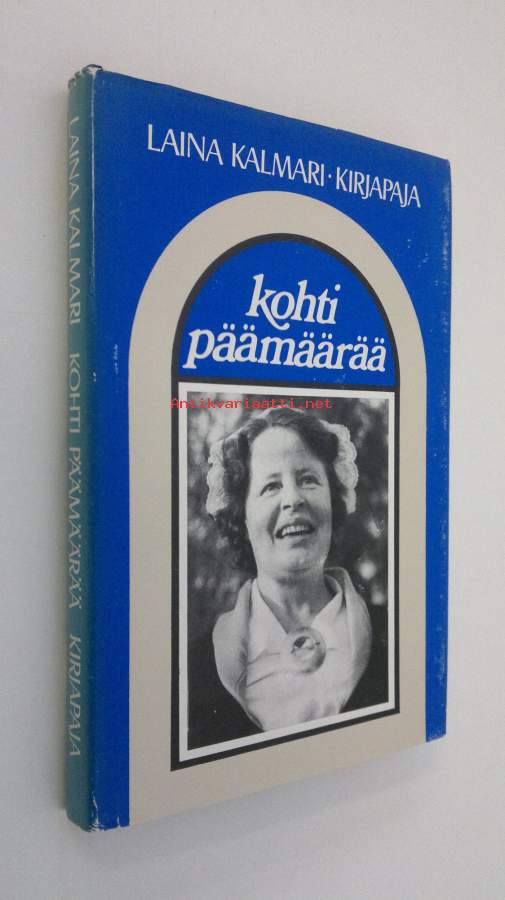 LAINA KALMARI · KIRJAPAJA
kohti
päämäärää
Antikvariaatti.net
LAINA KALMARI KOHTI PÄÄMÄÄRÄÄ KIRJAPAJA